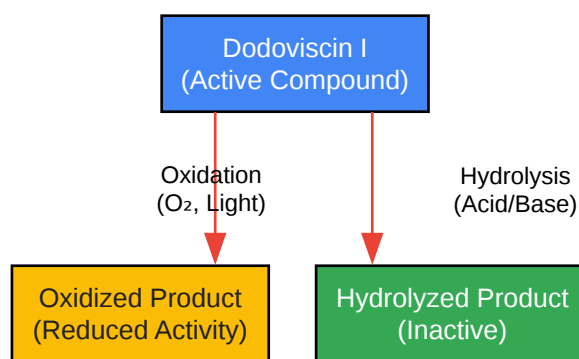 Dodoviscin I
(Active Compound)
Oxidation
(O₂, Light)
Hydrolysis
(Acid/Base)
Oxidized Product
(Reduced Activity)
Hydrolyzed Product
(Inactive)